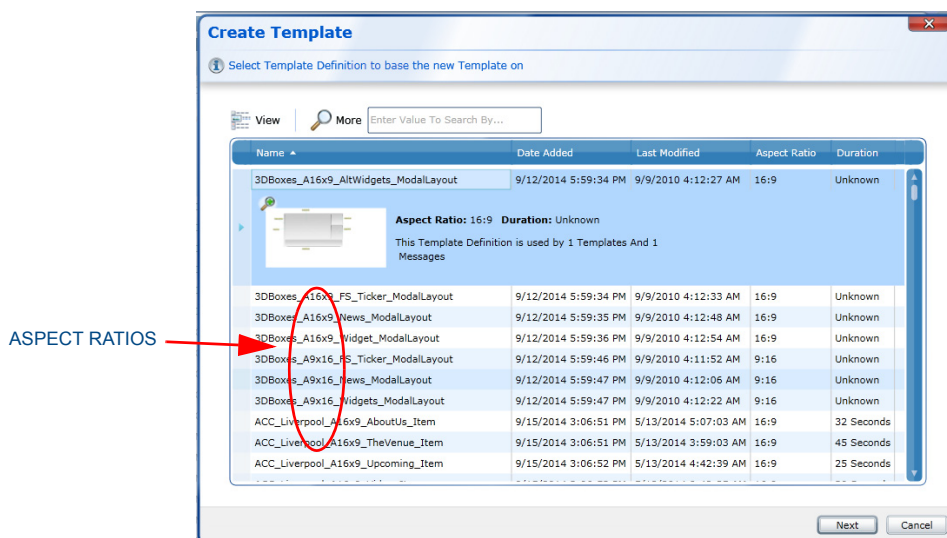 Create Template
Select Template Definition to base the new Template on
View More Enter Value To Search By...
Name Date Added Last Modified Aspect Ratio Duration
3DBoxes_A16x9_AltWidgets_ModalLayout 9/12/2014 5:59:34 PM 9/9/2010 4:12:27 AM 16:9 Unknown
Aspect Ratio: 16:9 Duration: Unknown
This Template Definition is used by 1 Templates And 1
Messages
3DBoxes_A16x9_FS_Ticker_ModalLayout 9/12/2014 5:59:34 PM 9/9/2010 4:12:33 AM 16:9 Unknown
3DBoxes_A16x9_News_ModalLayout 9/12/2014 5:59:35 PM 9/9/2010 4:12:48 AM 16:9 Unknown
ASPECT RATIOS
3DBoxes_A16x9_Widget_ModalLayout 9/12/2014 5:59:36 PM 9/9/2010 4:12:54 AM 16:9 Unknown
3DBoxes_A9x16_FS_Ticker_ModalLayout 9/12/2014 5:59:46 PM 9/9/2010 4:11:52 AM 9:16 Unknown
3DBoxes_A9x16_News_ModalLayout 9/12/2014 5:59:47 PM 9/9/2010 4:12:06 AM 9:16 Unknown
3DBoxes_A9x16_Widgets_ModalLayout 9/12/2014 5:59:47 PM 9/9/2010 4:12:22 AM 9:16 Unknown
ACC_Liverpool_A16x9_AboutUs_Item 9/15/2014 3:06:51 PM 5/13/2014 5:07:03 AM 16:9 32 Seconds
ACC_Liverpool_A16x9_TheVenue_Item 9/15/2014 3:06:51 PM 5/13/2014 3:59:03 AM 16:9 45 Seconds
ACC_Liverpool_A16x9_Upcoming_Item 9/15/2014 3:06:52 PM 5/13/2014 4:42:39 AM 16:9 25 Seconds
Next Cancel